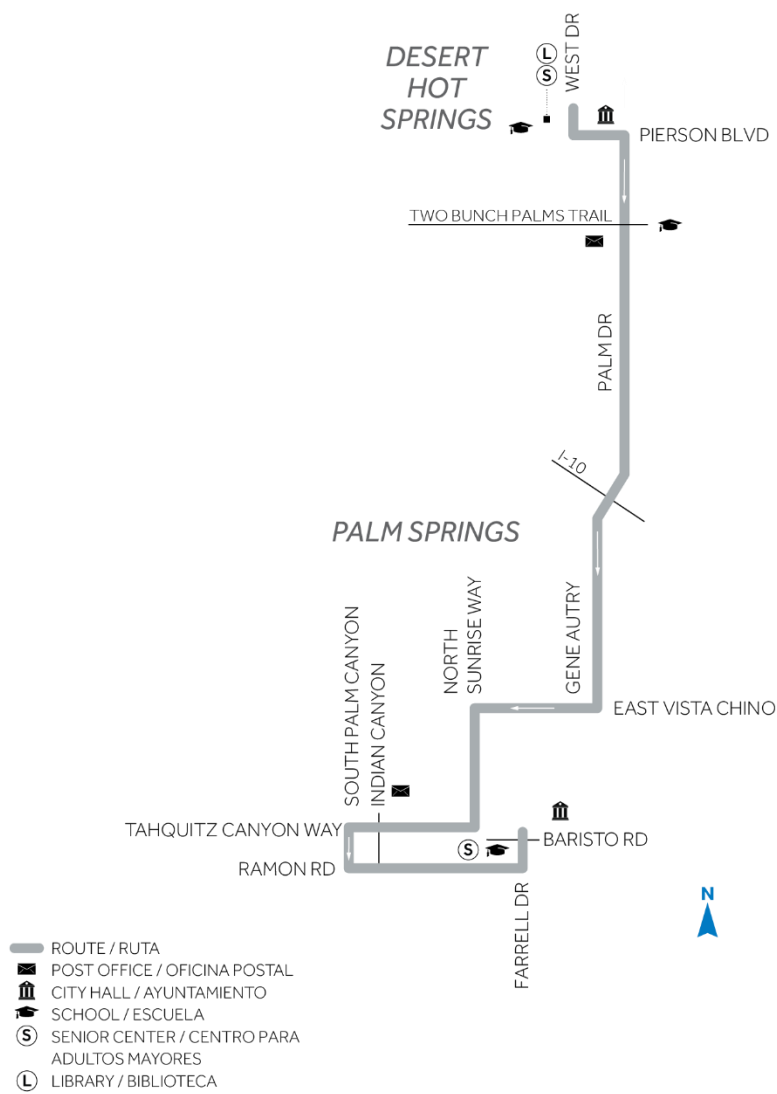 DESERT
HOT
SPRINGS
L
S
WEST DR
PIERSON BLVD
TWO BUNCH PALMS TRAIL
PALM DR
I-10
PALM SPRINGS
SOUTH PALM CANYON
INDIAN CANYON
NORTH
SUNRISE WAY
GENE AUTRY
EAST VISTA CHINO
TAHQUITZ CANYON WAY
BARISTO RD
S
RAMON RD
FARRELL DR
N
ROUTE / RUTA
POST OFFICE / OFICINA POSTAL
CITY HALL / AYUNTAMIENTO
SCHOOL / ESCUELA
S SENIOR CENTER / CENTRO PARA
ADULTOS MAYORES
L LIBRARY / BIBLIOTECA